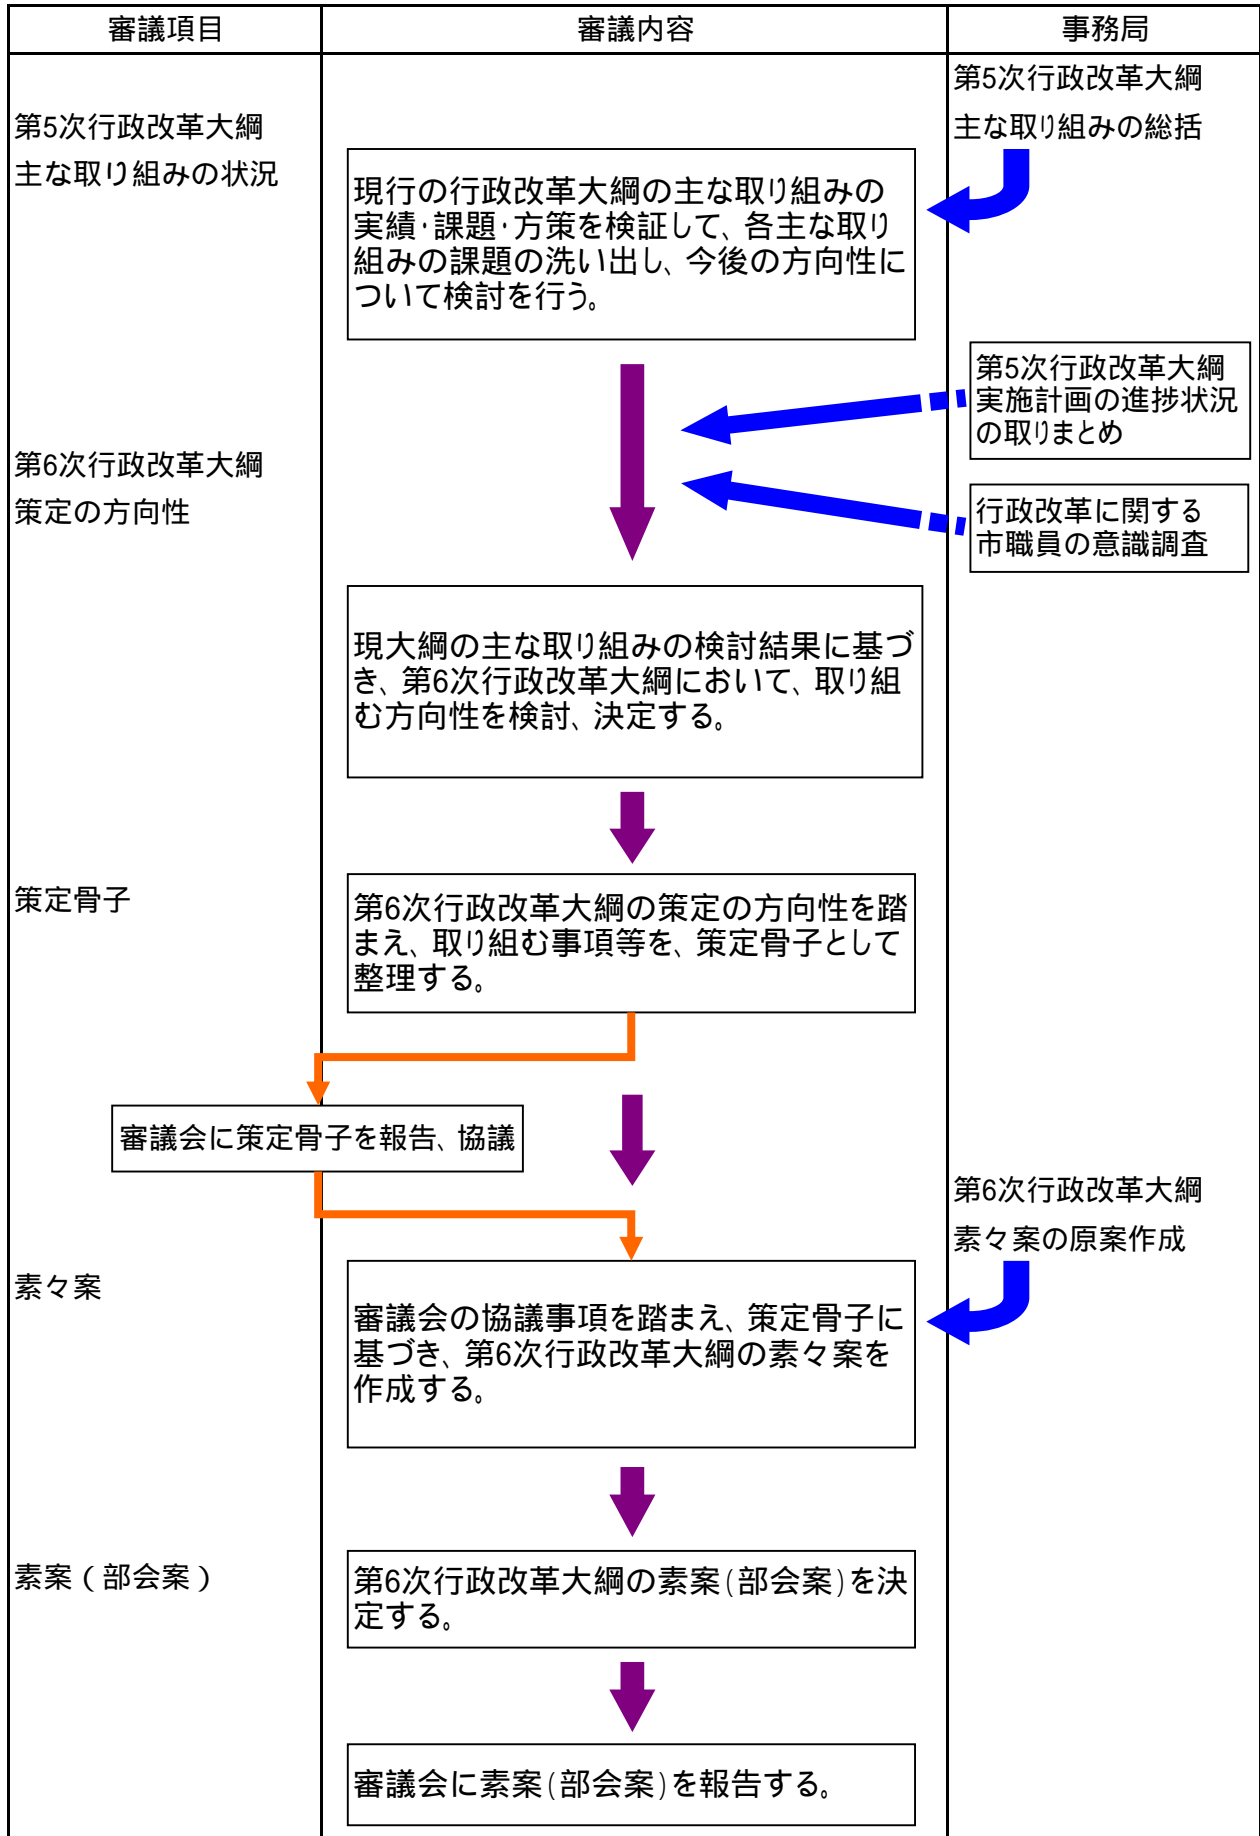 審議項目
審議内容
事務局
第5次行政改革大綱
主な取り組みの総括
第5次行政改革大綱
主な取り組みの状況
現行の行政改革大綱の主な取り組みの
実績・課題・方策を検証して、各主な取り
組みの課題の洗い出し、今後の方向性に
ついて検討を行う。
第5次行政改革大綱
実施計画の進捗状況
の取りまとめ
第6次行政改革大綱
策定の方向性
行政改革に関する
市職員の意識調査
現大綱の主な取り組みの検討結果に基づ
き、第6次行政改革大綱において、取り組
む方向性を検討、決定する。
策定骨子
第6次行政改革大綱の策定の方向性を踏
まえ、取り組む事項等を、策定骨子として
整理する。
審議会に策定骨子を報告、協議
第6次行政改革大綱
素々案の原案作成
素々案
審議会の協議事項を踏まえ、策定骨子に
基づき、第6次行政改革大綱の素々案を
作成する。
素案（部会案）
第6次行政改革大綱の素案(部会案)を決
定する。
審議会に素案(部会案)を報告する。